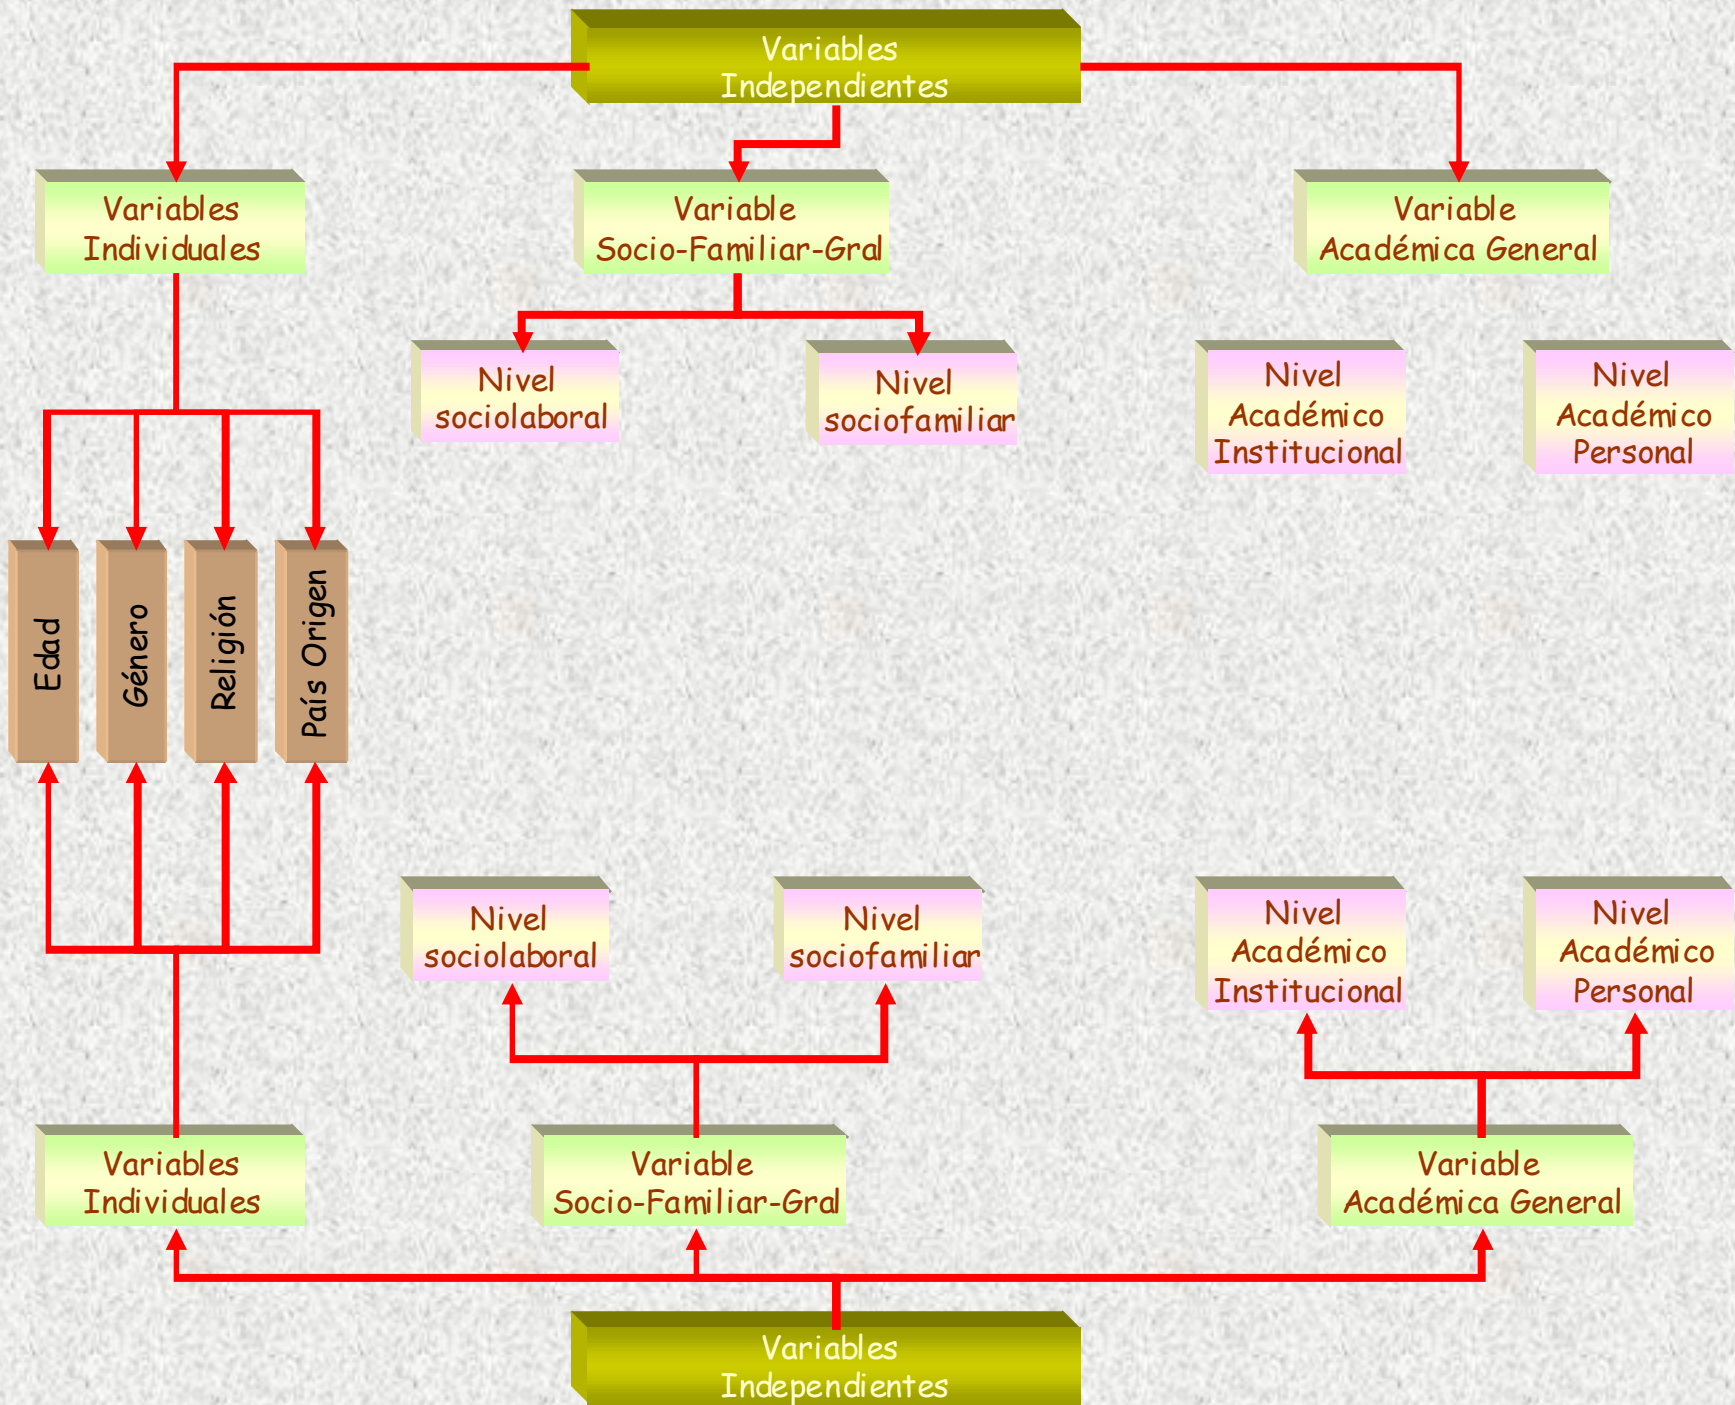 Variables
Independientes
Variables
Individuales
Variable
Socio-Familiar-Gral
Variable
Académica General
Nivel
sociolaboral
Nivel
sociofamiliar
Nivel
Académico
Institucional
Nivel
Académico
Personal
Edad
Género
Religión
País Origen
Nivel
sociolaboral
Nivel
sociofamiliar
Nivel
Académico
Institucional
Nivel
Académico
Personal
Variables
Individuales
Variable
Socio-Familiar-Gral
Variable
Académica General
Variables
Independientes